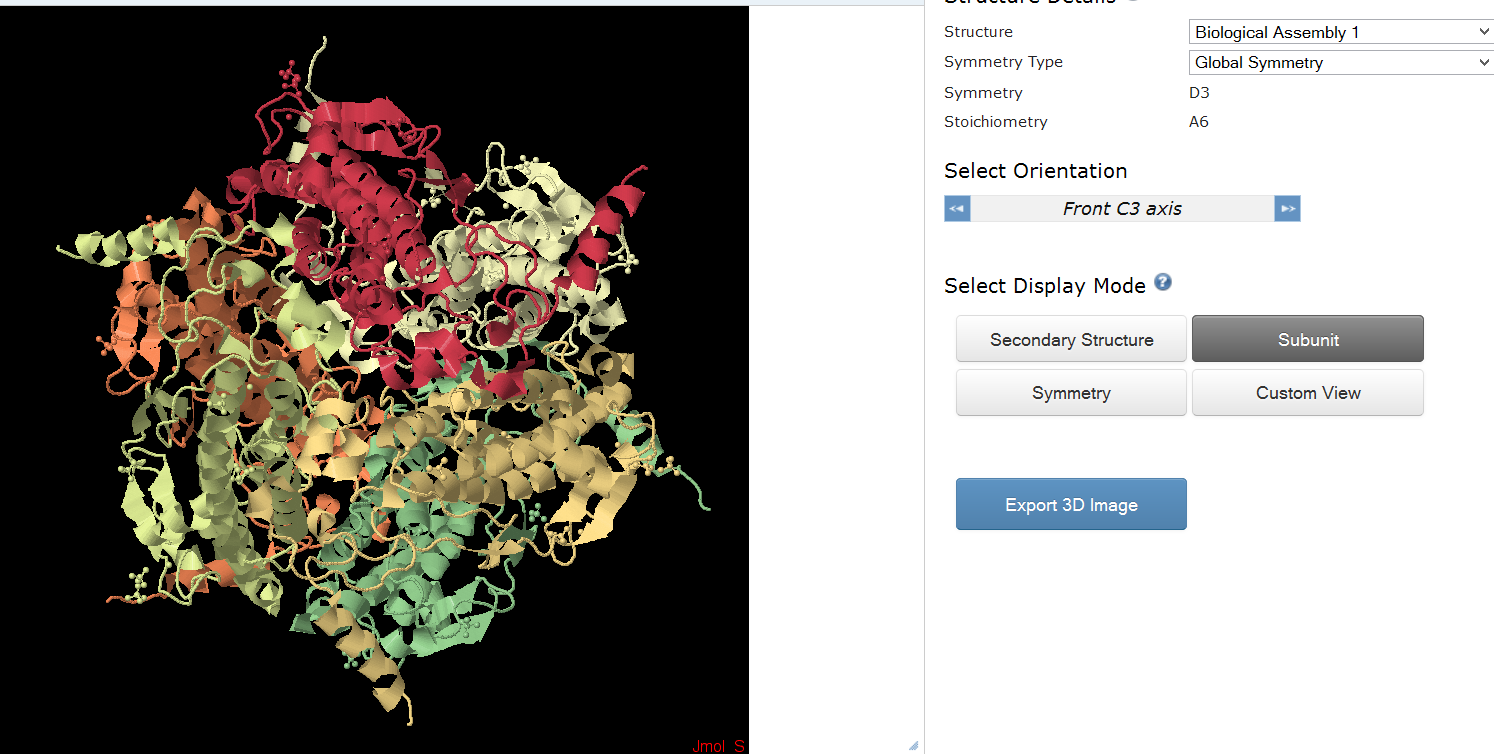 Structure Details
Structure
Biological Assembly 1
Symmetry Type
Global Symmetry
Symmetry
D3
Stoichiometry
A6
Select Orientation
Front C3 axis
Select Display Mode
Secondary Structure
Subunit
Symmetry
Custom View
Export 3D Image
Jmol_S